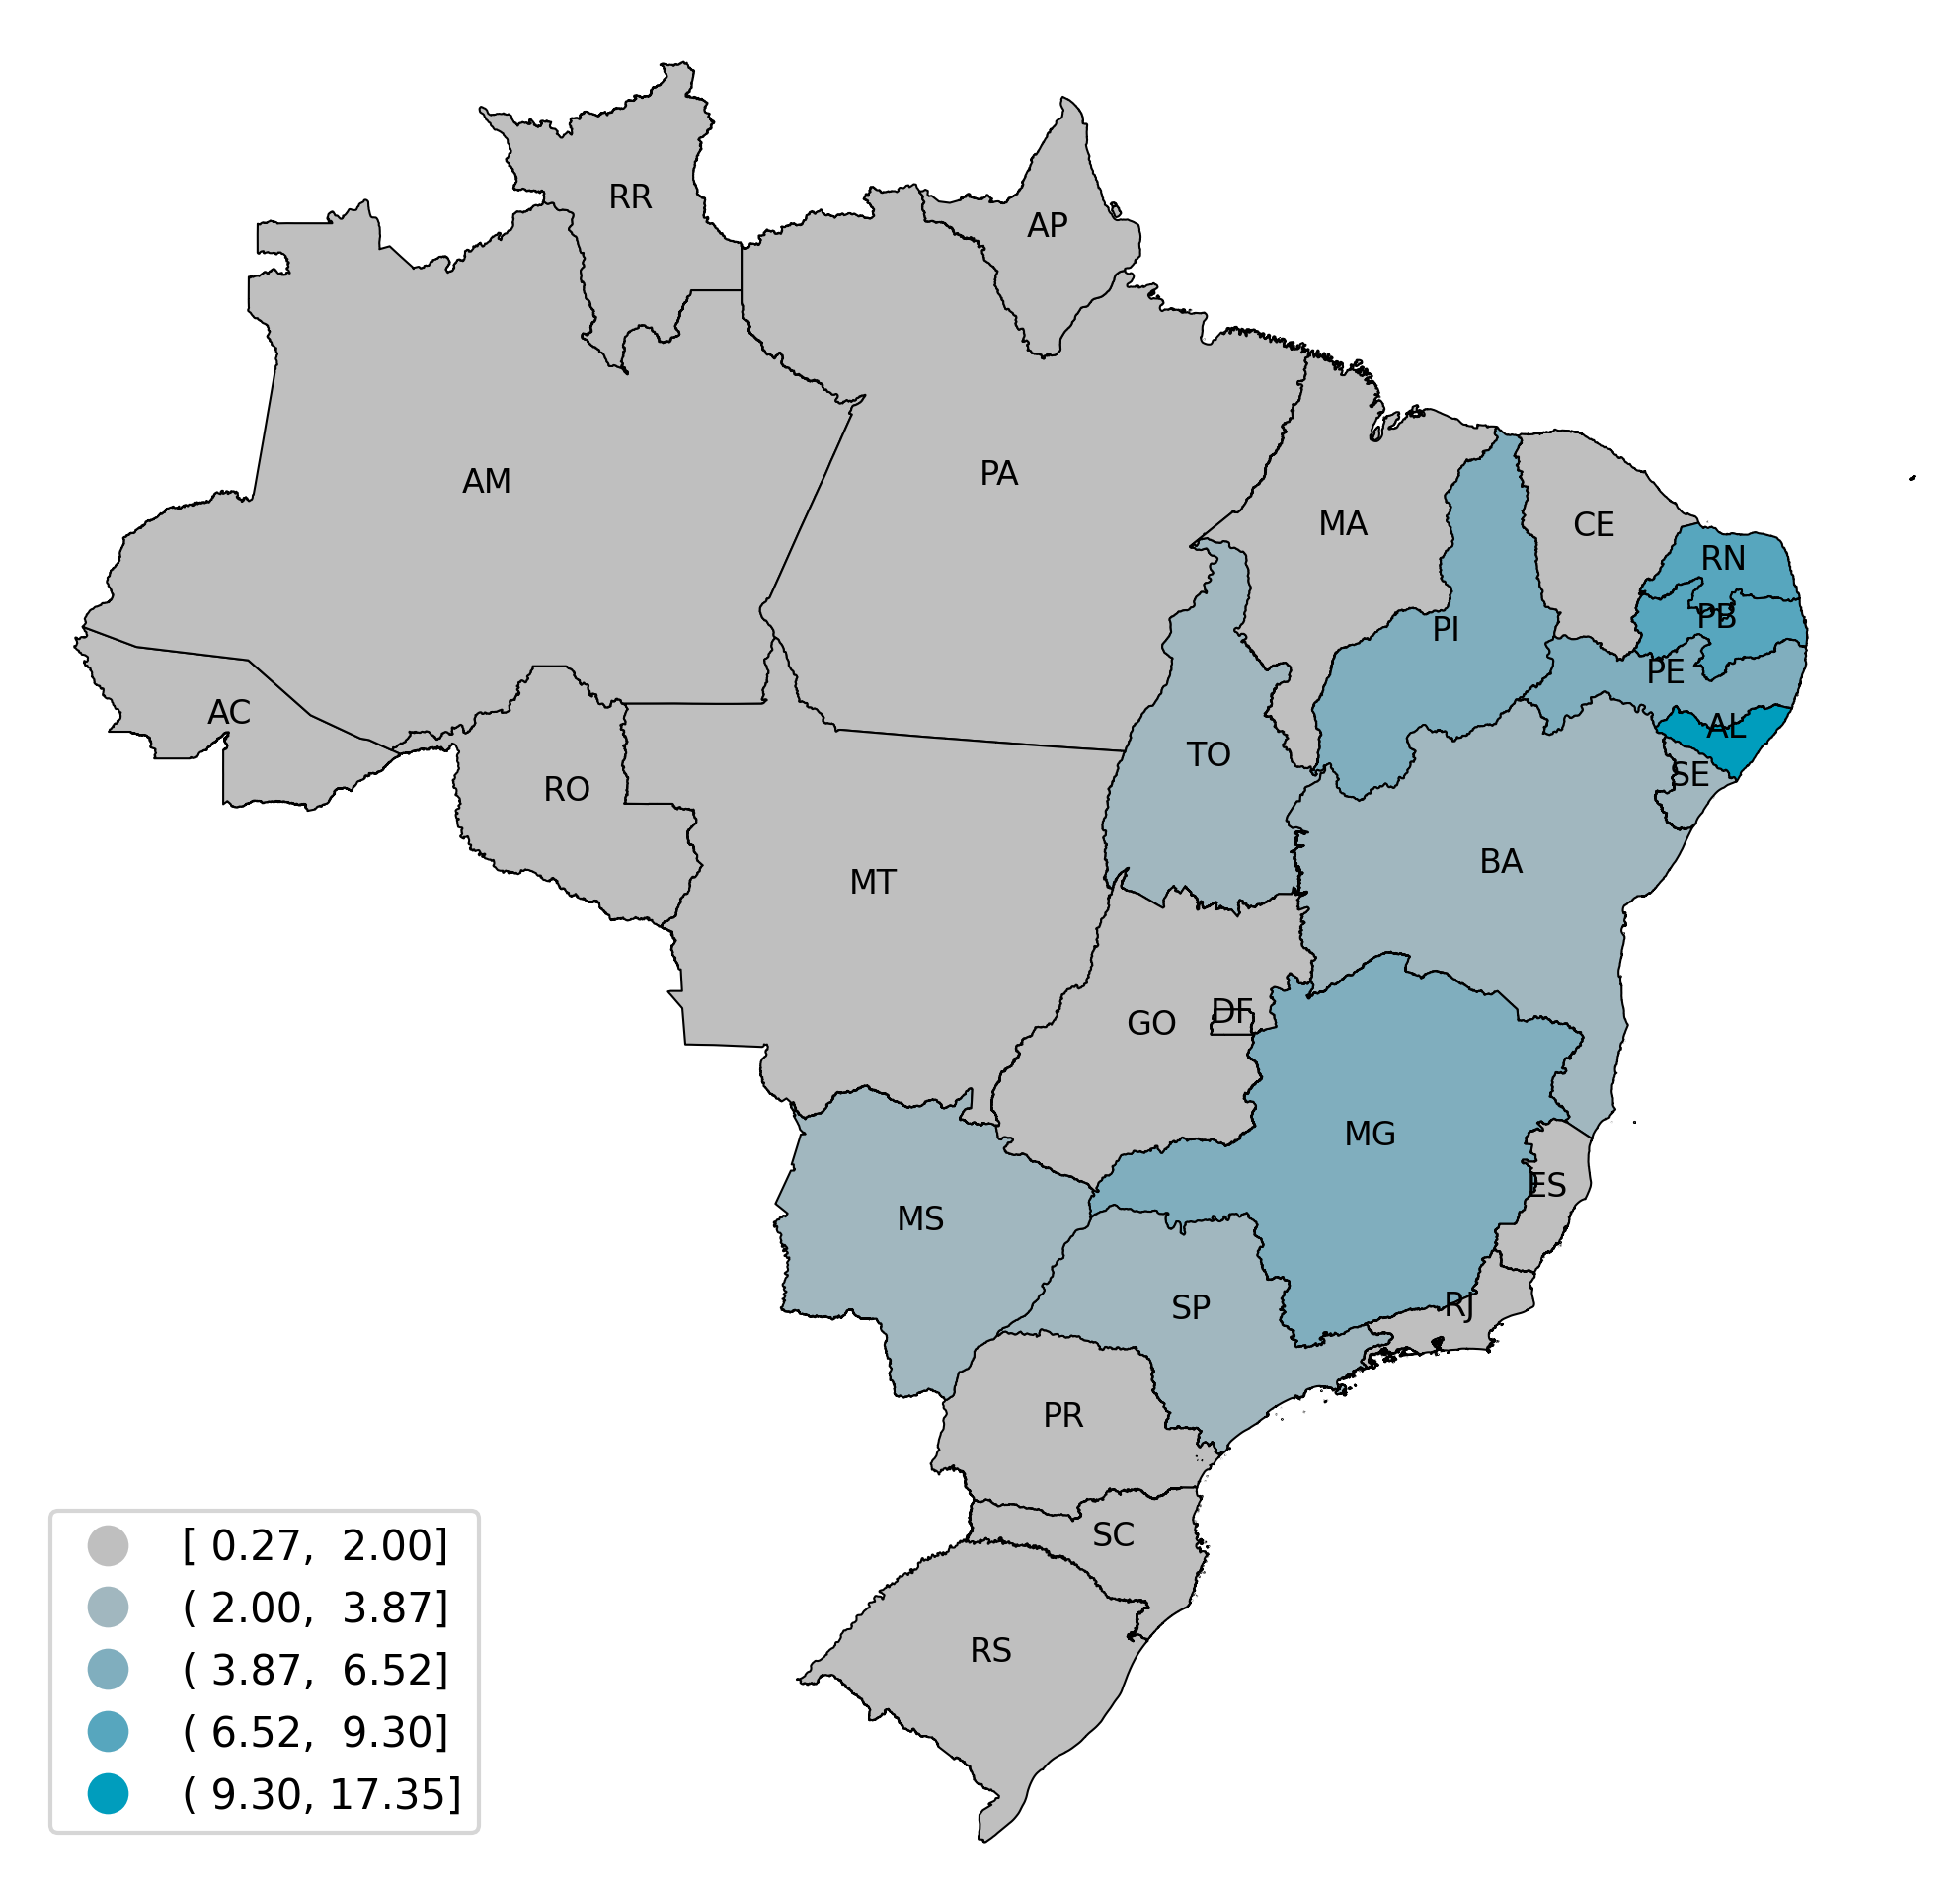 RR
AP
AM
PA
MA
CE
RN
PB
PI
PE
AC
AL
TO
SE
RO
BA
MT
DF
GO
MG
ES
MS
RJ
SP
PR
SC
RS
[ 0.27,  2.00]
( 2.00,  3.87]
( 3.87,  6.52]
( 6.52,  9.30]
( 9.30, 17.35]